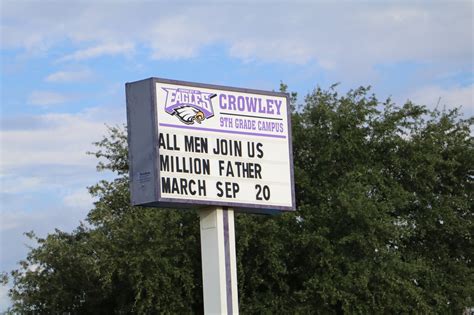 EAGLES
CROWLEY
9TH GRADE CAMPUS
ALL MEN JOIN US
MILLION FATHER
MARCH SEP 20